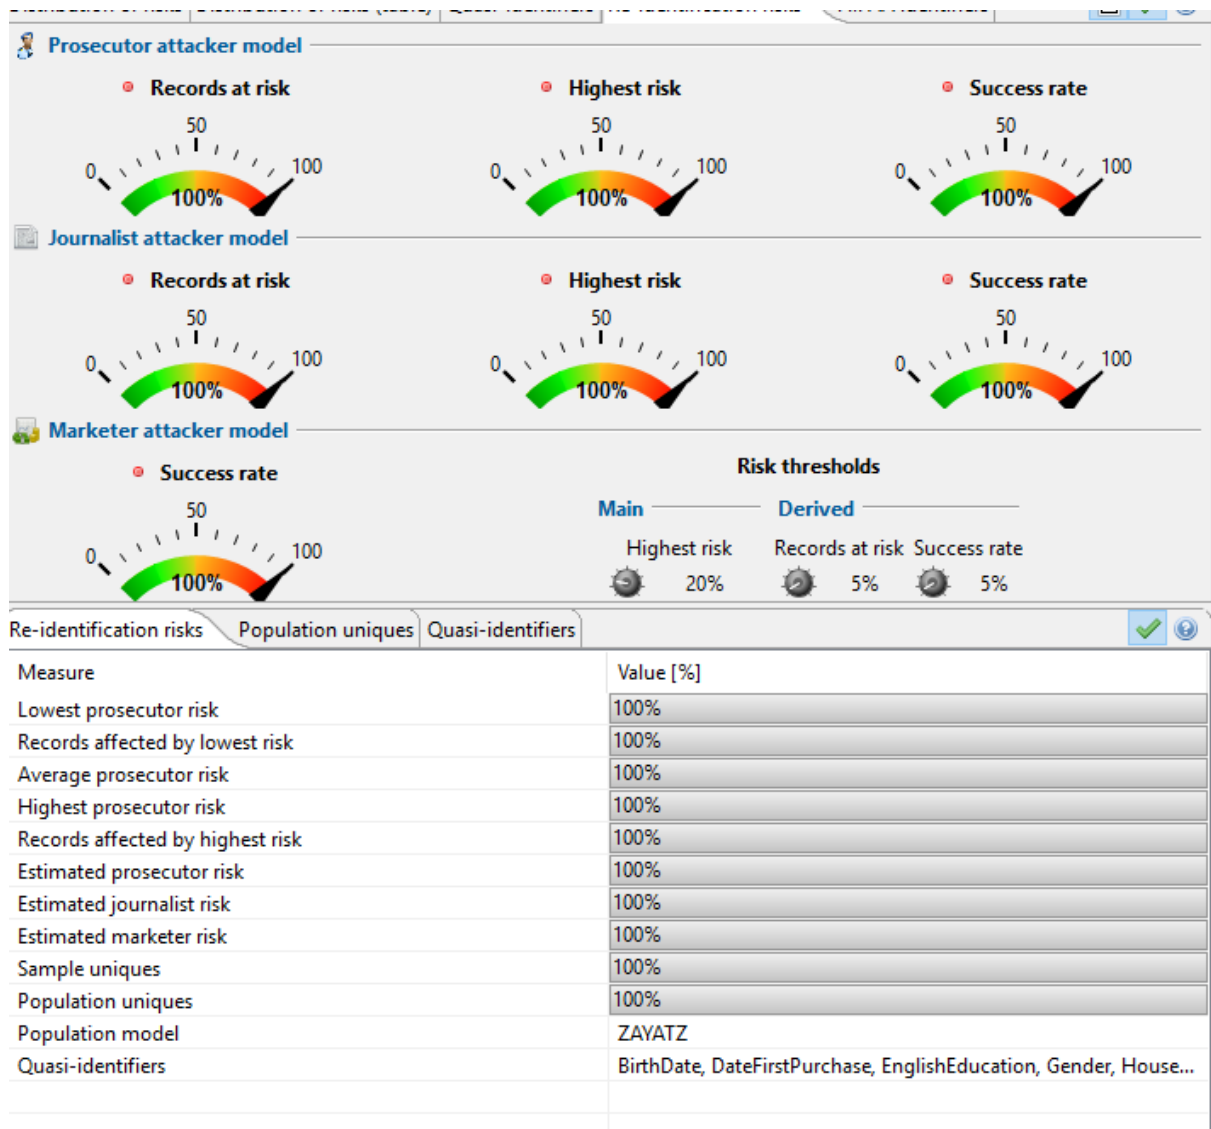 Prosecutor attacker model
Records at risk Highest risk Success rate
50 50 50
0 100 0 100 0 100
100% 100% 100%
Journalist attacker model
Records at risk Highest risk Success rate
50 50 50
0 100 0 100 0 100
100% 100% 100%
Marketer attacker model
Success rate Risk thresholds
50 Main Derived
0 100 Highest risk Records at risk Success rate
100% 20% 5% 5%
Re-identification risks Population uniques Quasi-identifiers
Measure Value [%]
Lowest prosecutor risk 100%
Records affected by lowest risk 100%
Average prosecutor risk 100%
Highest prosecutor risk 100%
Records affected by highest risk 100%
Estimated prosecutor risk 100%
Estimated journalist risk 100%
Estimated marketer risk 100%
Sample uniques 100%
Population uniques 100%
Population model ZAYATZ
Quasi-identifiers BirthDate, DateFirstPurchase, EnglishEducation, Gender, House...